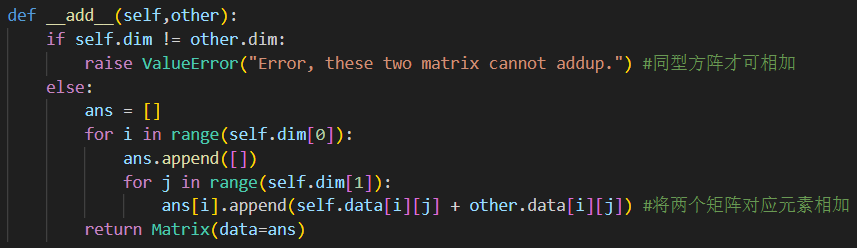 def __add__(self,other):
    if self.dim != other.dim:
        raise ValueError("Error, these two matrix cannot addup.") #同型方阵才可相加
    else:
        ans = []
        for i in range(self.dim[0]):
            ans.append([])
            for j in range(self.dim[1]):
                ans[i].append(self.data[i][j] + other.data[i][j]) #将两个矩阵对应元素相加
        return Matrix(data=ans)